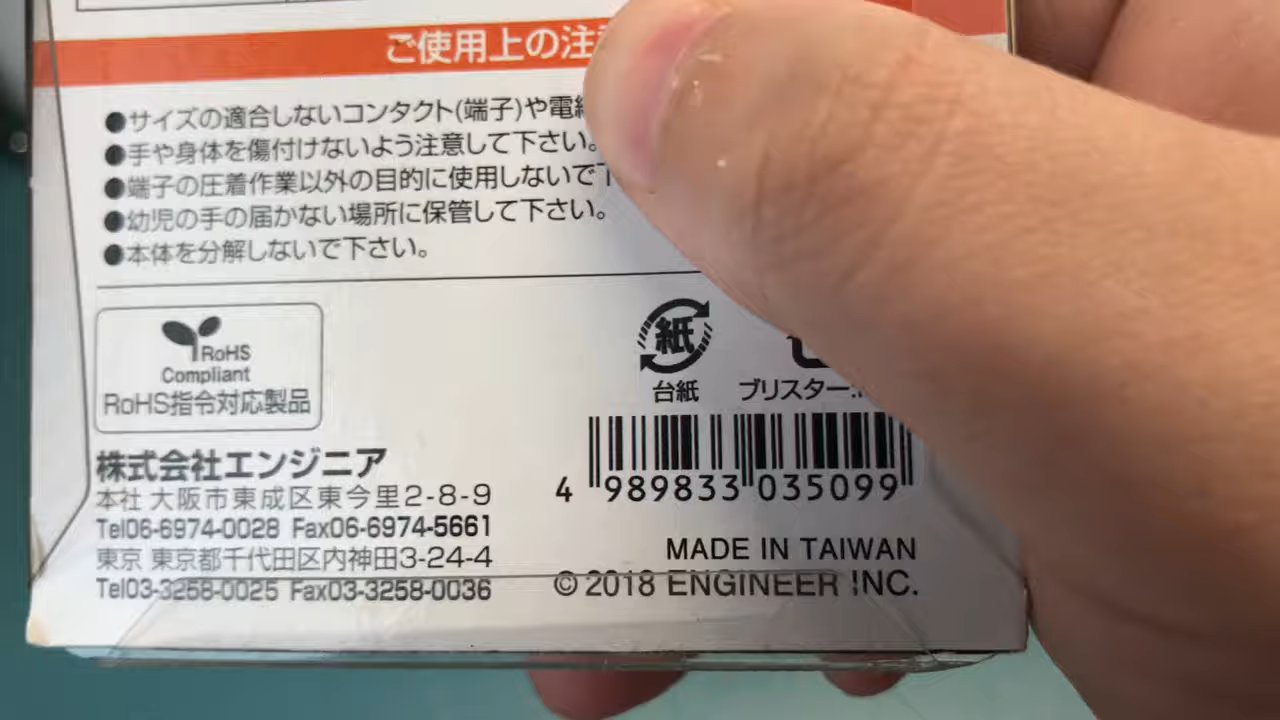 ご使用上の注
●サイズの適合しないコンタクト(端子)や電線
●手や身体を傷付けないよう注意して下さい。
●端子の圧着作業以外の目的に使用しないで下
●幼児の手の届かない場所に保管して下さい。
●本体を分解しないで下さい。
RoHS
Compliant
RoHS指令対応製品
紙
台紙 ブリスター
株式会社エンジニア
本社 大阪市東成区東今里2-8-9
Tel06-6974-0028 Fax06-6974-5661
東京 東京都千代田区内神田3-24-4
Tel03-3258-0025 Fax03-3258-0036
4 989833 035099
MADE IN TAIWAN
© 2018 ENGINEER INC.